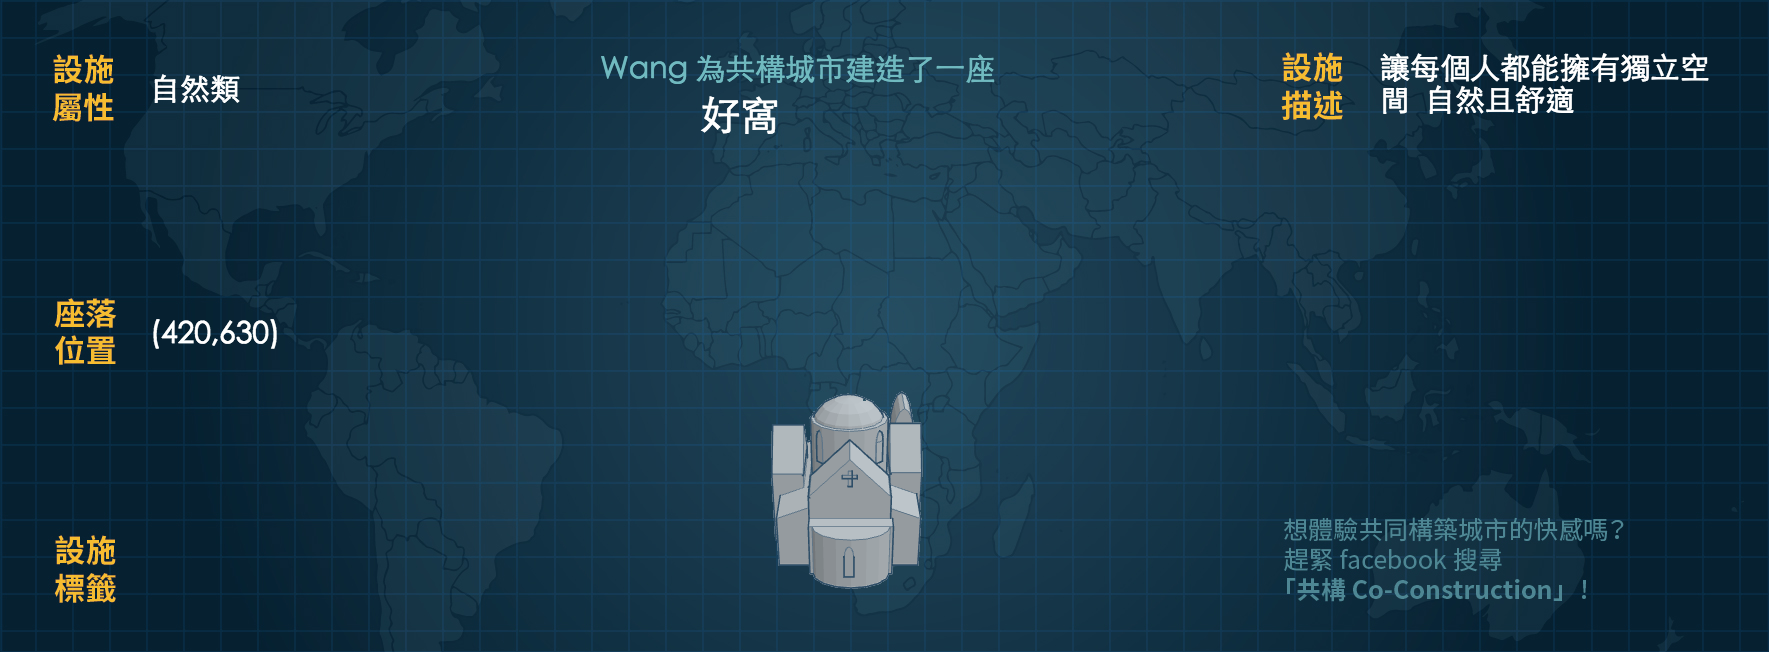 設施
屬性
自然類
Wang 為共構城市建造了一座
好窩
設施
描述
讓每個人都能擁有獨立空
間 自然且舒適
座落
位置
(420,630)
設施
標籤
想體驗共同構築城市的快感嗎？
趕緊 facebook 搜尋
「共構 Co-Construction」！